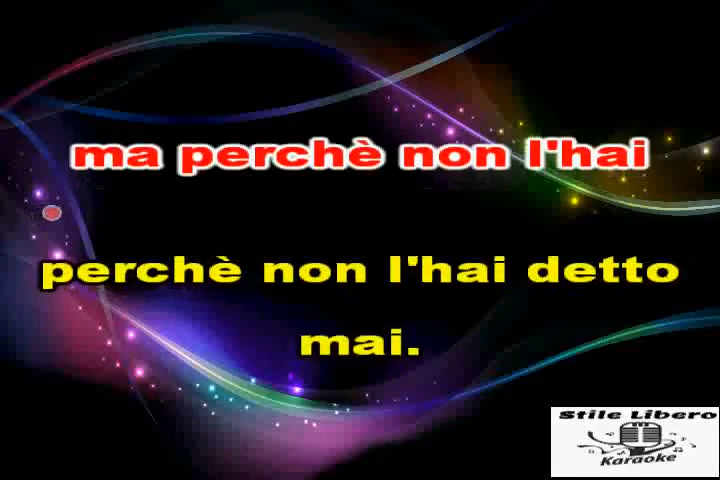 ma perchè non l'hai
perchè non l'hai detto
mai.
Stile Libero
Karaoke